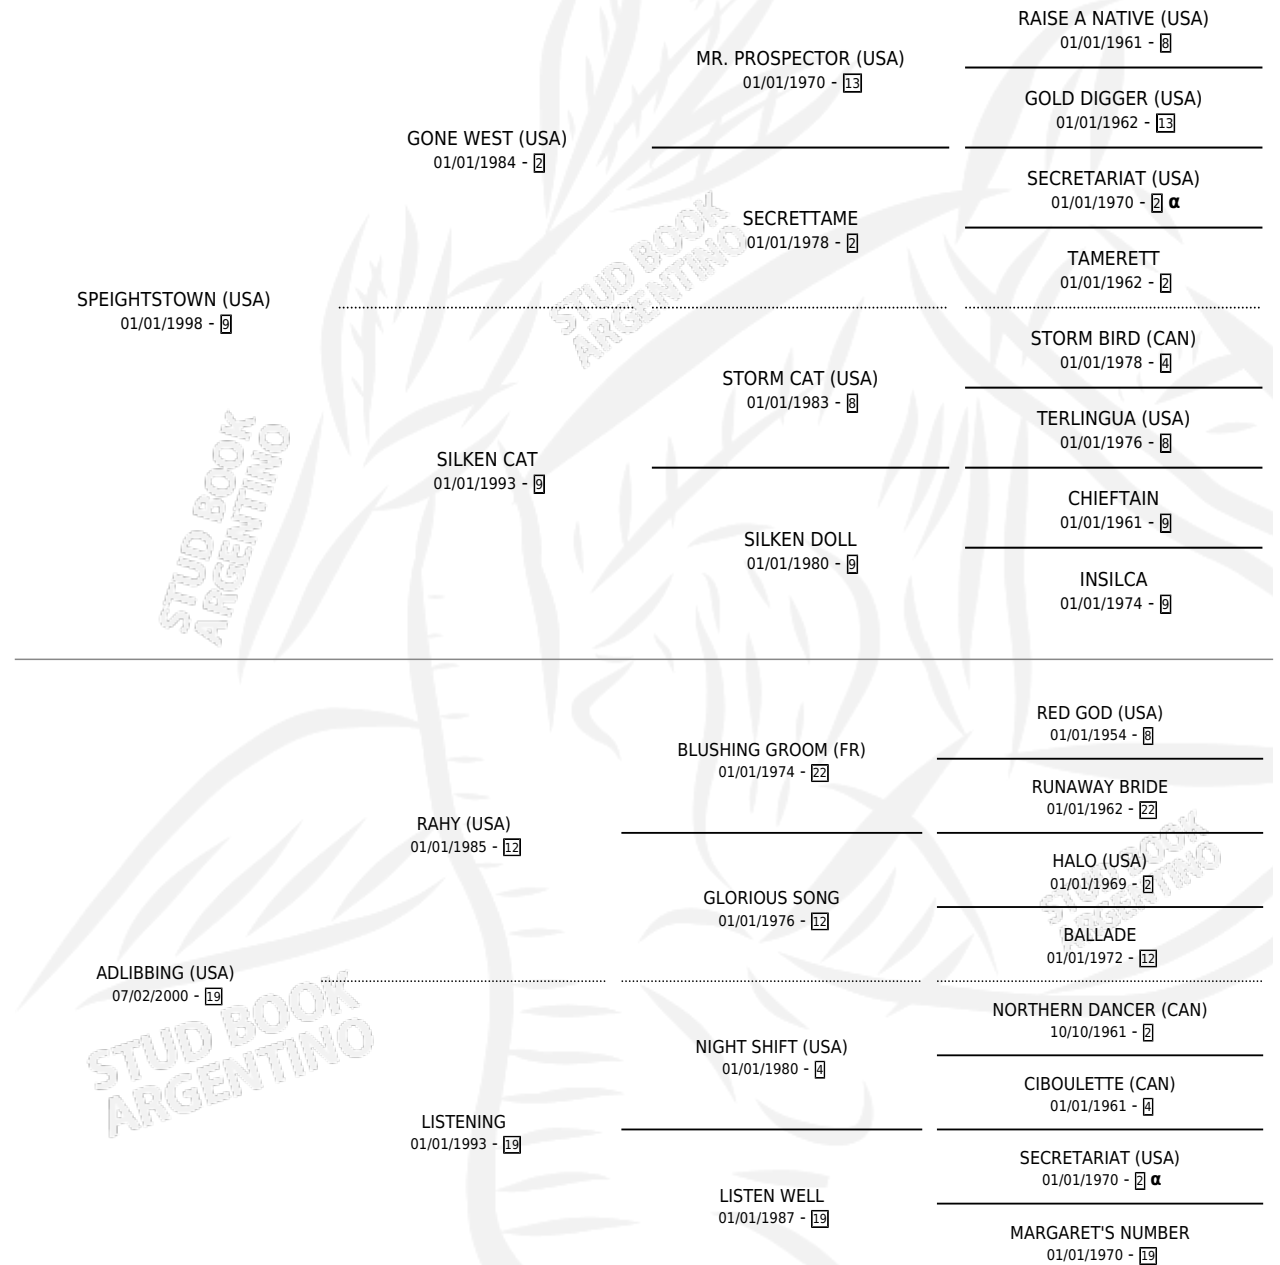 RAISE A NATIVE (USA)
01/01/1961 - 8
MR. PROSPECTOR (USA)
01/01/1970 - 13
GOLD DIGGER (USA)
01/01/1962 - 13
GONE WEST (USA)
01/01/1984 - 2
SECRETARIAT (USA)
01/01/1970 - 2 α
SECRETTAME
01/01/1978 - 2
TAMERETT
01/01/1962 - 2
SPEIGHTSTOWN (USA)
01/01/1998 - 9
STUD BOOK
ARGENTINO
STORM BIRD (CAN)
01/01/1978 - 4
STORM CAT (USA)
01/01/1983 - 8
TERLINGUA (USA)
01/01/1976 - 8
SILKEN CAT
01/01/1993 - 9
CHIEFTAIN
01/01/1961 - 9
SILKEN DOLL
01/01/1980 - 9
INSILCA
01/01/1974 - 9
STUD BOOK
ARGENTINO
RED GOD (USA)
01/01/1954 - 8
BLUSHING GROOM (FR)
01/01/1974 - 22
RUNAWAY BRIDE
01/01/1962 - 22
RAHY (USA)
01/01/1985 - 12
HALO (USA)
01/01/1969 - 2
STUD BOOK
ARGENTINO
GLORIOUS SONG
01/01/1976 - 12
BALLADE
01/01/1972 - 12
ADLIBBING (USA)
07/02/2000 - 19
STUD BOOK
ARGENTINO
NORTHERN DANCER (CAN)
10/10/1961 - 2
NIGHT SHIFT (USA)
01/01/1980 - 4
CIBOULETTE (CAN)
01/01/1961 - 4
LISTENING
01/01/1993 - 19
SECRETARIAT (USA)
01/01/1970 - 2 α
LISTEN WELL
01/01/1987 - 19
MARGARET'S NUMBER
01/01/1970 - 19